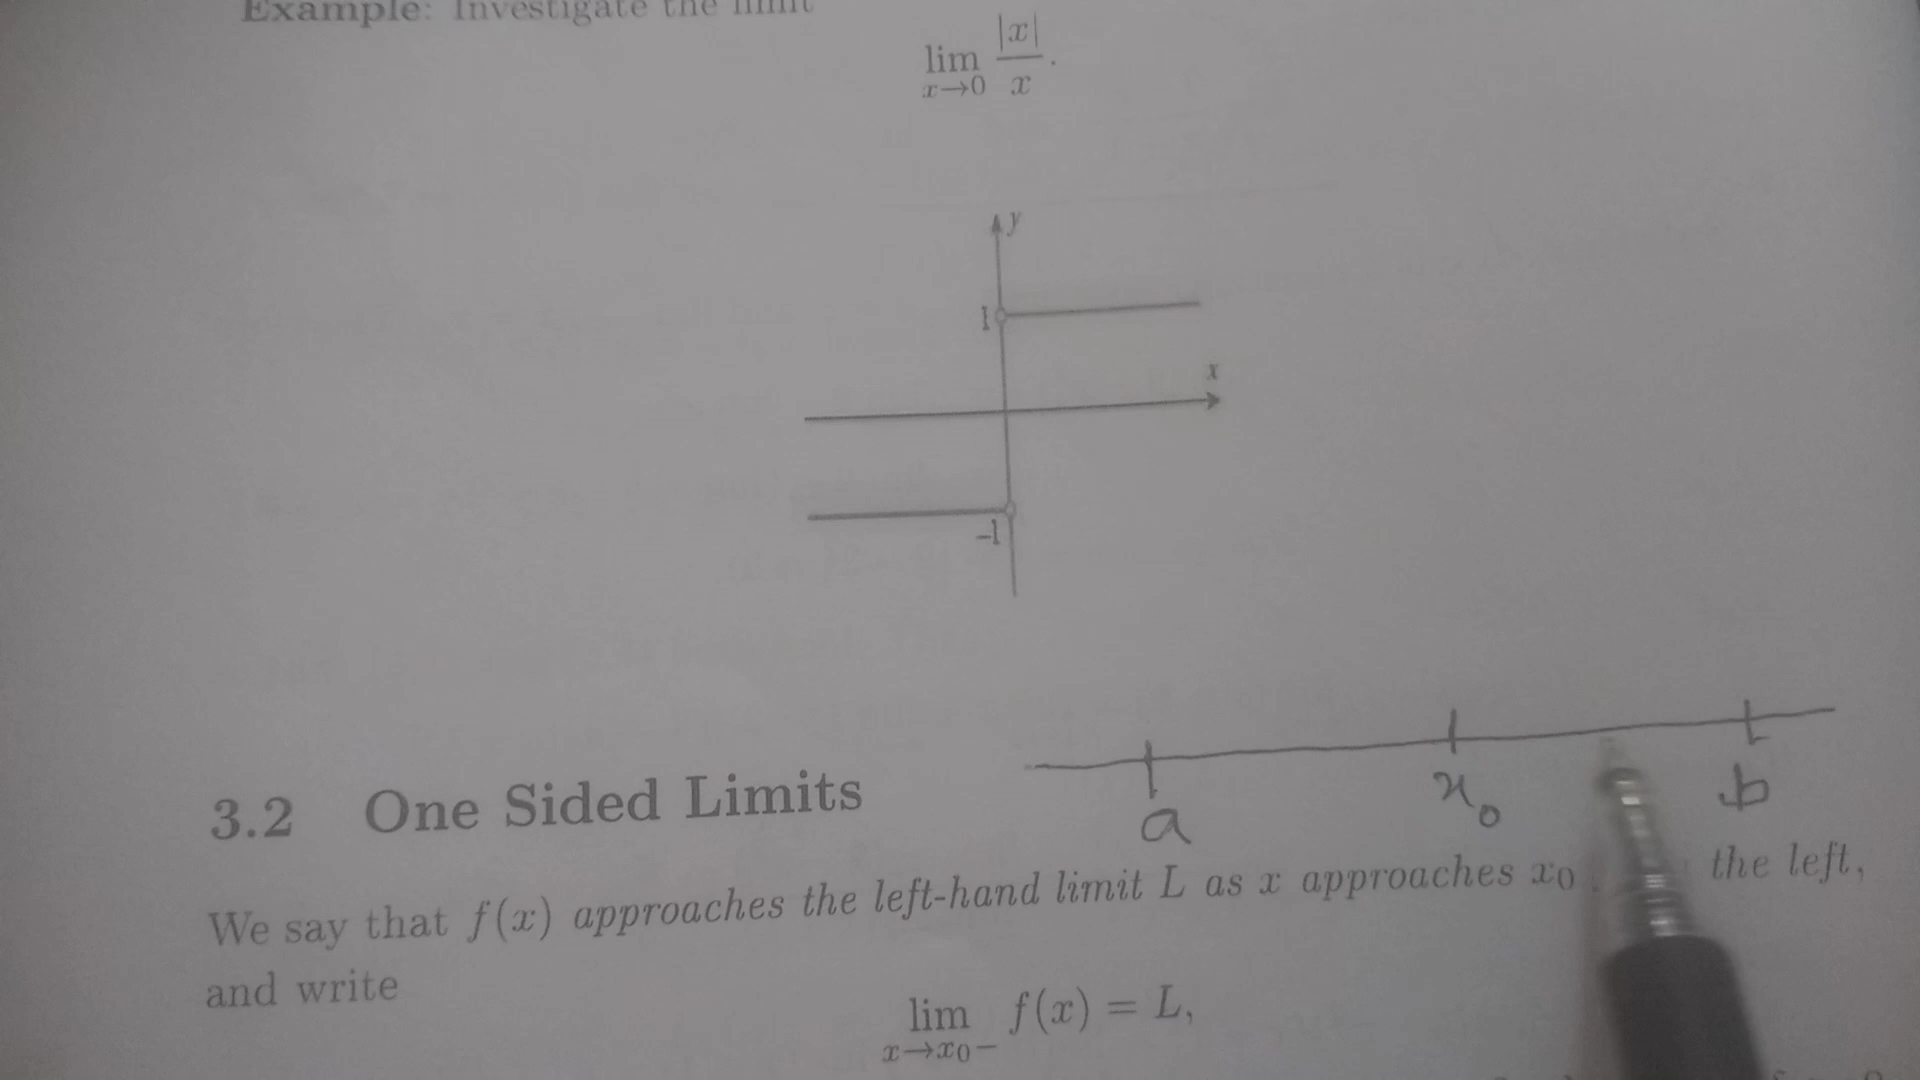 Example: Investigate the limit
lim x→0 |x|/x.
y
1
x
-1
a x₀ b
3.2 One Sided Limits
We say that f(x) approaches the left-hand limit L as x approaches x₀ the left,
and write
lim x→x₀− f(x) = L,